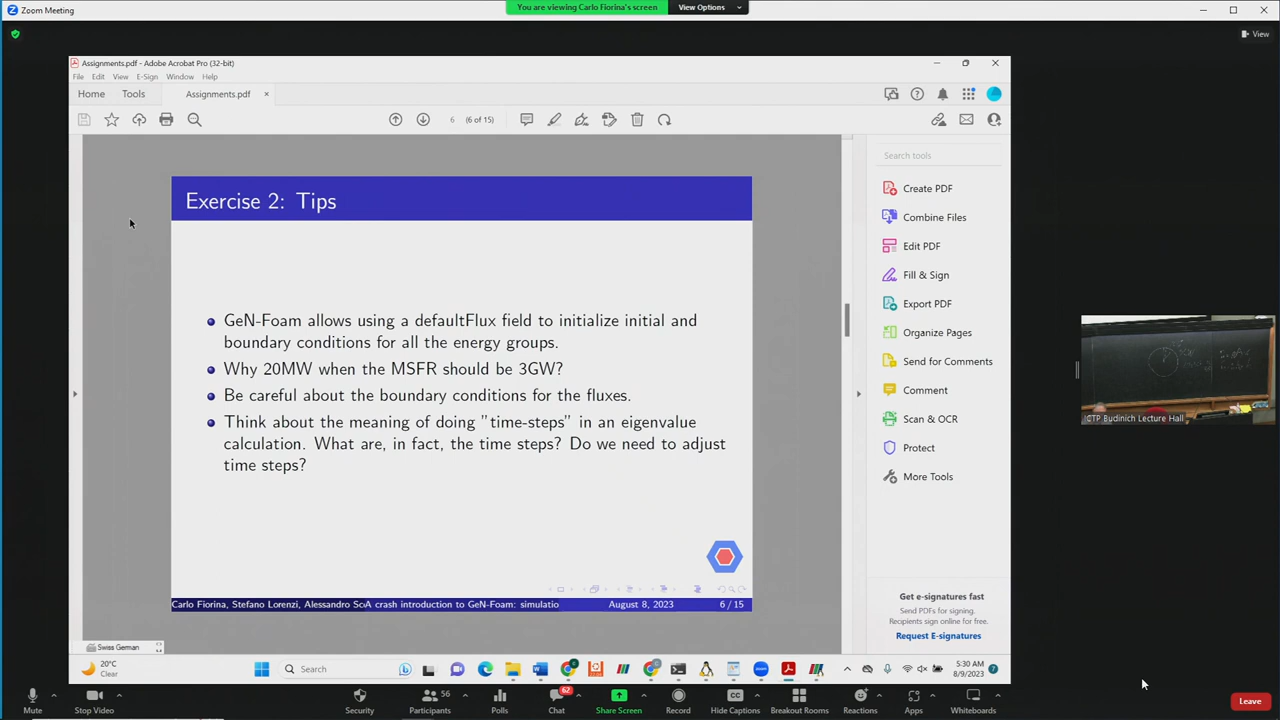 Zoom Meeting
You are viewing Carlo Fiorina's screen
View Options
View
Assignments.pdf - Adobe Acrobat Pro (32-bit)
File Edit View E-Sign Window Help
Home Tools Assignments.pdf ×
6 (6 of 15)
Search tools
Create PDF
Combine Files
Edit PDF
Fill & Sign
Export PDF
Organize Pages
Send for Comments
Comment
Scan & OCR
Protect
More Tools
Get e-signatures fast
Send PDFs for signing.
Recipients sign online for free.
Request E-signatures
Exercise 2: Tips
GeN-Foam allows using a defaultFlux field to initialize initial and
boundary conditions for all the energy groups.
Why 20MW when the MSFR should be 3GW?
Be careful about the boundary conditions for the fluxes.
Think about the meaning of doing "time-steps" in an eigenvalue
calculation. What are, in fact, the time steps? Do we need to adjust
time steps?
Carlo Fiorina, Stefano Lorenzi, Alessandro Sc A crash introduction to GeN-Foam: simulatio August 8, 2023 6 / 15
ICTP Budinich Lecture Hall
Swiss German
20°C
Clear
Search
5:30 AM
8/9/2023
Mute
Stop Video
Security
56
Participants
Polls
62
Chat
Share Screen
Record
CC
Hide Captions
Breakout Rooms
Reactions
Apps
Whiteboards
Leave